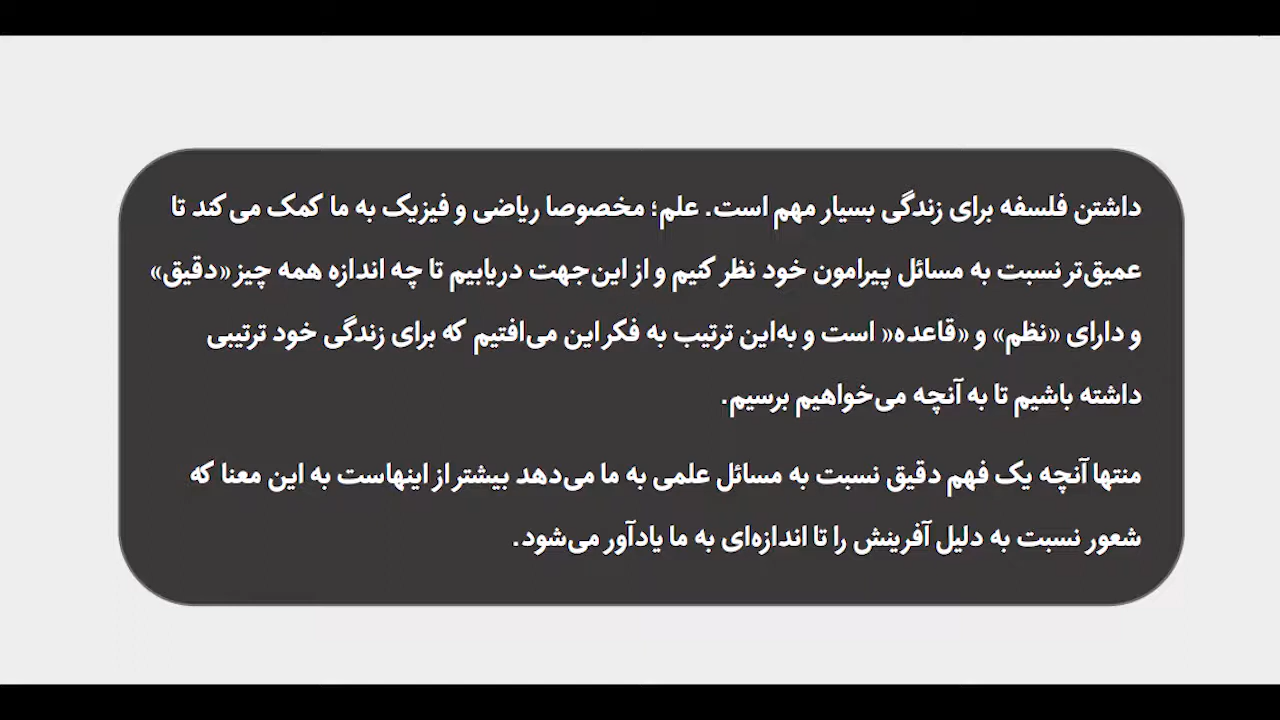 داشتن فلسفه برای زندگی بسیار مهم است. علم؛ مخصوصا ریاضی و فیزیک به ما کمک می‌کند تا
عمیق‌تر نسبت به مسائل پیرامون خود نظر کنیم و از این‌جهت دریابیم تا چه اندازه همه چیز «دقیق»
و دارای «نظم» و «قاعده« است و به‌این ترتیب به فکر این می‌افتیم که برای زندگی خود ترتیبی
داشته باشیم تا به آنچه می‌خواهیم برسیم.
منتها آنچه یک فهم دقیق نسبت به مسائل علمی به ما می‌دهد بیشتر از اینهاست به این معنا که
شعور نسبت به دلیل آفرینش را تا اندازه‌ای به ما یادآور می‌شود.